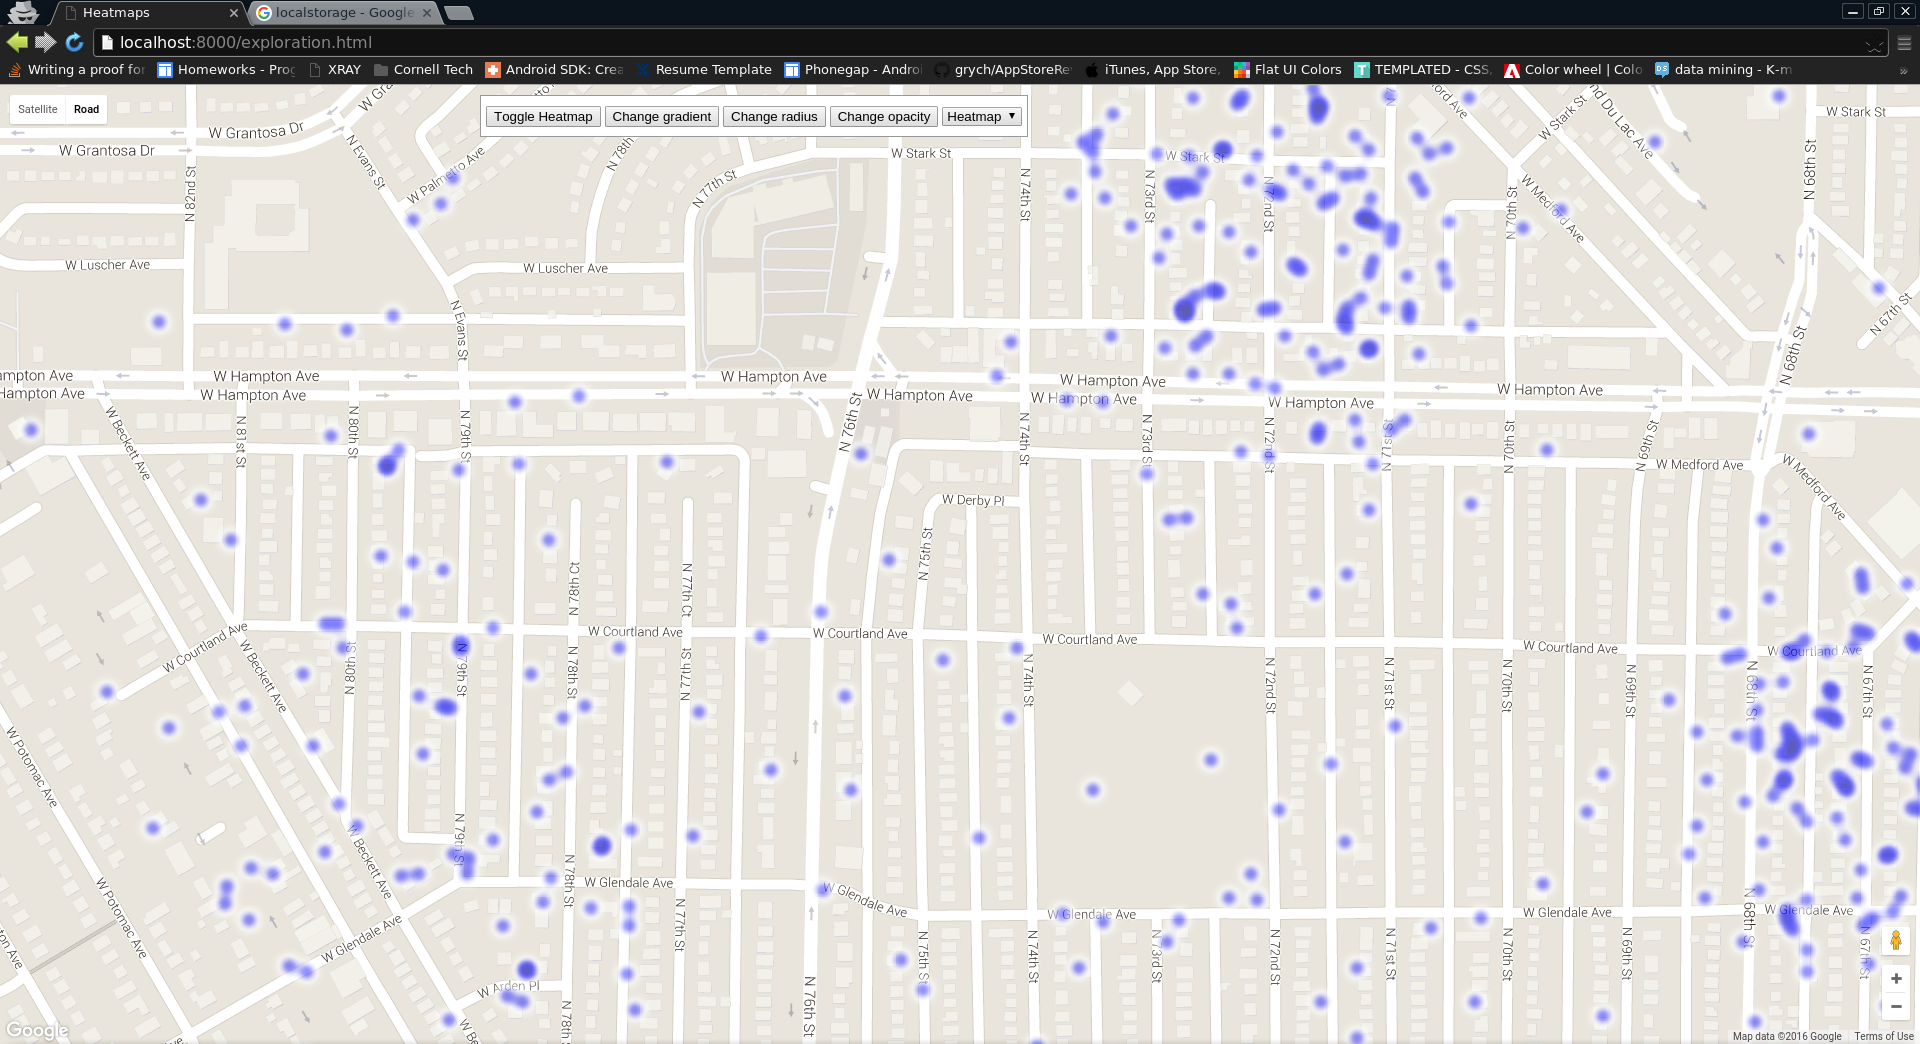 Heatmaps
localstorage - Google
localhost:8000/exploration.html
Writing a proof for
Homeworks - Prog
XRAY
Cornell Tech
Android SDK: Crea
Resume Template
Phonegap - Androi
grych/AppStoreRe
iTunes, App Store,
Flat UI Colors
TEMPLATED - CSS,
Color wheel | Colo
data mining - K-m
»
Satellite
Road
Toggle Heatmap
Change gradient
Change radius
Change opacity
Heatmap
W Grantosa Dr
W Grantosa Dr
W Gra
W Palmetto Ave
N Evans St
N 78th
N 77th St
N 82nd St
W Stark St
W Stark St
W Stark St
W Stark St
N 74th St
N 73rd St
N 72nd St
N 70th St
W Medford Ave
nd Du Lac Ave
N 68th St
W Luscher Ave
W Luscher Ave
N Evans St
N 67th St
N 68th St
ampton Ave
W Hampton Ave
W Hampton Ave
W Hampton Ave
W Hampton Ave
Hampton Ave
W Hampton Ave
W Hampton Ave
W Hampton Ave
W Hampton Ave
N Beckett Ave
N 81st St
N 80th St
N 79th St
N 76th St
N 74th St
N 73rd St
N 72nd St
N 71st St
N 70th St
N 69th St
W Medford Ave
W Medford Ave
W Derby Pl
N 75th St
N 78th Ct
N 77th Ct
W Courtland Ave
W Courtland Ave
W Courtland Ave
W Courtland Ave
W Courtland Ave
W Courtland Ave
W Beckett Ave
N 80th St
N 79th St
N 78th St
N 77th St
N 74th St
N 72nd St
N 71st St
N 70th St
N 69th St
N 68th St
N 67th St
W Potomac Ave
W Potomac Ave
W Beckett Ave
N 79th St
N 78th St
W Glendale Ave
W Glendale Ave
W Glendale Ave
W Glendale Ave
W Glendale Ave
W Glendale Ave
N 77th St
N 75th St
N 74th St
N 73rd St
N 72nd St
N 71st St
N 70th St
N 69th St
N 68th St
N 67th St
W Arden Pl
N 78th
N 76th St
Google
Map data ©2016 Google
Terms of Use